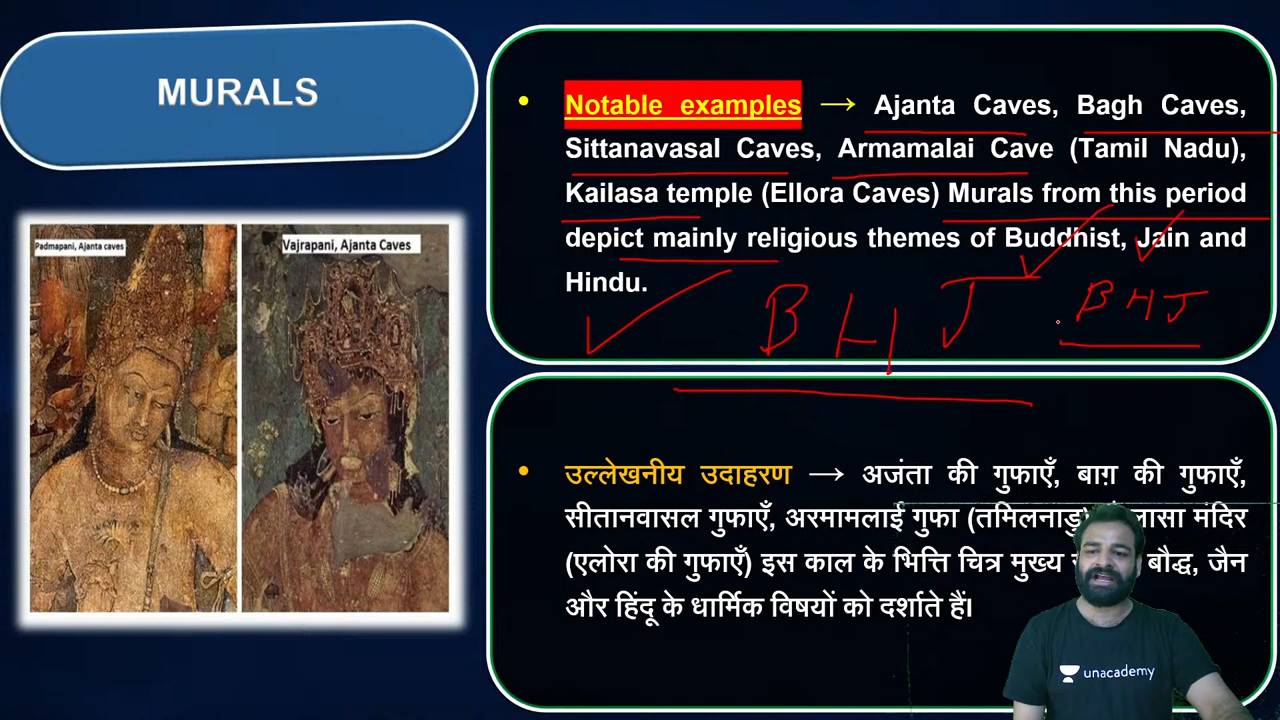 MURALS
Padmapani, Ajanta caves
Vajrapani, Ajanta Caves
• Notable examples → Ajanta Caves, Bagh Caves,
Sittanavasal Caves, Armamalai Cave (Tamil Nadu),
Kailasa temple (Ellora Caves) Murals from this period
depict mainly religious themes of Buddhist, Jain and
Hindu.
B H J
B H J
• उल्लेखनीय उदाहरण → अजंता की गुफाएँ, बाग़ की गुफाएँ,
सीतानवासल गुफाएँ, अरमामलाई गुफा (तमिलनाडु) मंदिर
(एलोरा की गुफाएँ) इस काल के भित्ति चित्र मुख्य बौद्ध, जैन
और हिंदू के धार्मिक विषयों को दर्शाते हैं।
unacademy